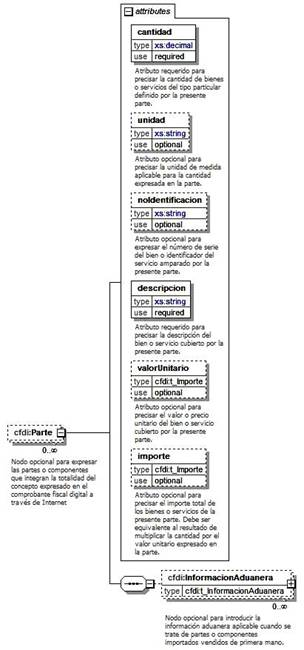 attributes
cantidad
type xs:decimal
use required
Atributo requerido para
precisar la cantidad de bienes
o servicios del tipo particular
definido por la presente
parte.
unidad
type xs:string
use optional
Atributo opcional para
precisar la unidad de medida
aplicable para la cantidad
expresada en la parte.
noIdentificacion
type xs:string
use optional
Atributo opcional para
expresar el número de serie
del bien o identificador del
servicio amparado por la
presente parte.
descripcion
type xs:string
use required
Atributo requerido para
precisar la descripción del
bien o servicio cubierto por la
presente parte.
valorUnitario
type cfdi:t_Importe
use optional
Atributo opcional para
precisar el valor o precio
unitario del bien o servicio
cubierto por la presente
parte.
importe
type cfdi:t_Importe
use optional
Atributo opcional para
precisar el importe total de
los bienes o servicios de la
presente parte. Debe ser
equivalente al resultado de
multiplicar la cantidad por el
valor unitario expresado en
la parte.
cfdi:Parte
0..∞
Nodo opcional para expresar
las partes o componentes
que integran la totalidad del
concepto expresado en el
comprobante fiscal digital a
través de Internet
cfdi:InformacionAduanera
type cfdi:t_InformacionAduanera
0..∞
Nodo opcional para introducir la
información aduanera aplicable cuando se
trate de partes o componentes
importados vendidos de primera mano.